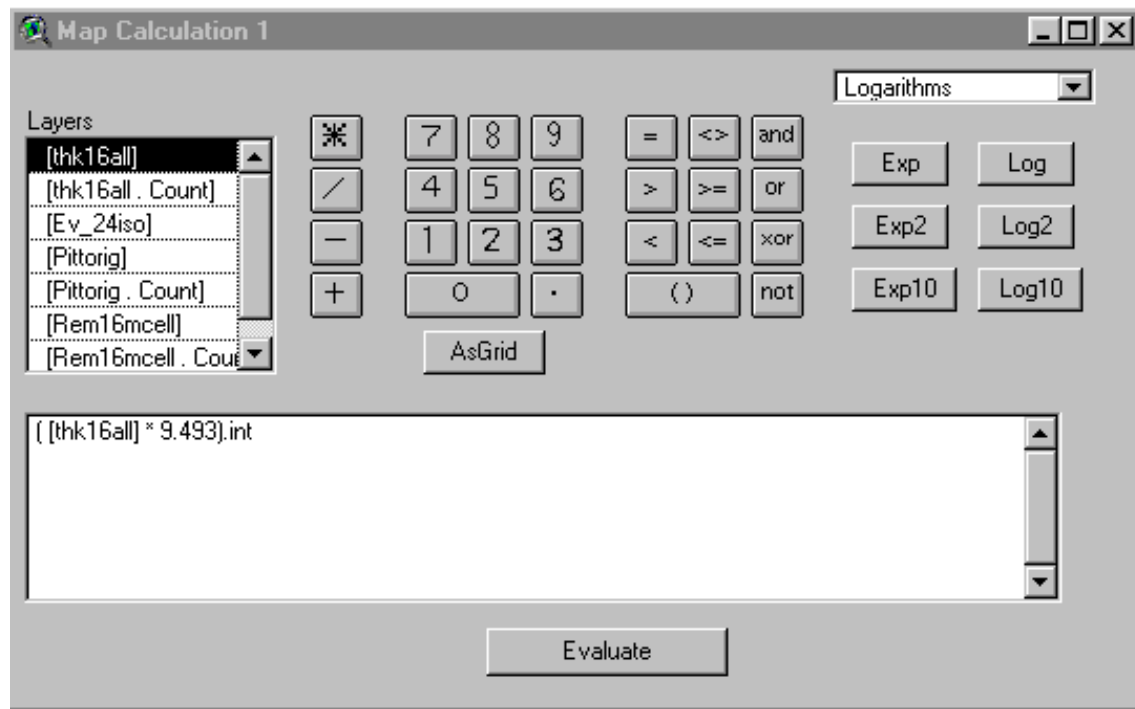 Map Calculation 1
Logarithms
Layers
[thk16all]
[thk16all . Count]
[Ev_24iso]
[Pittorig]
[Pittorig . Count]
[Rem16mcell]
[Rem16mcell . Cou
* 7 8 9 = <> and
/ 4 5 6 > >= or
- 1 2 3 < <= xor
+ 0 . ( ) not
AsGrid
Exp Log
Exp2 Log2
Exp10 Log10
( [thk16all] * 9.493).int
Evaluate